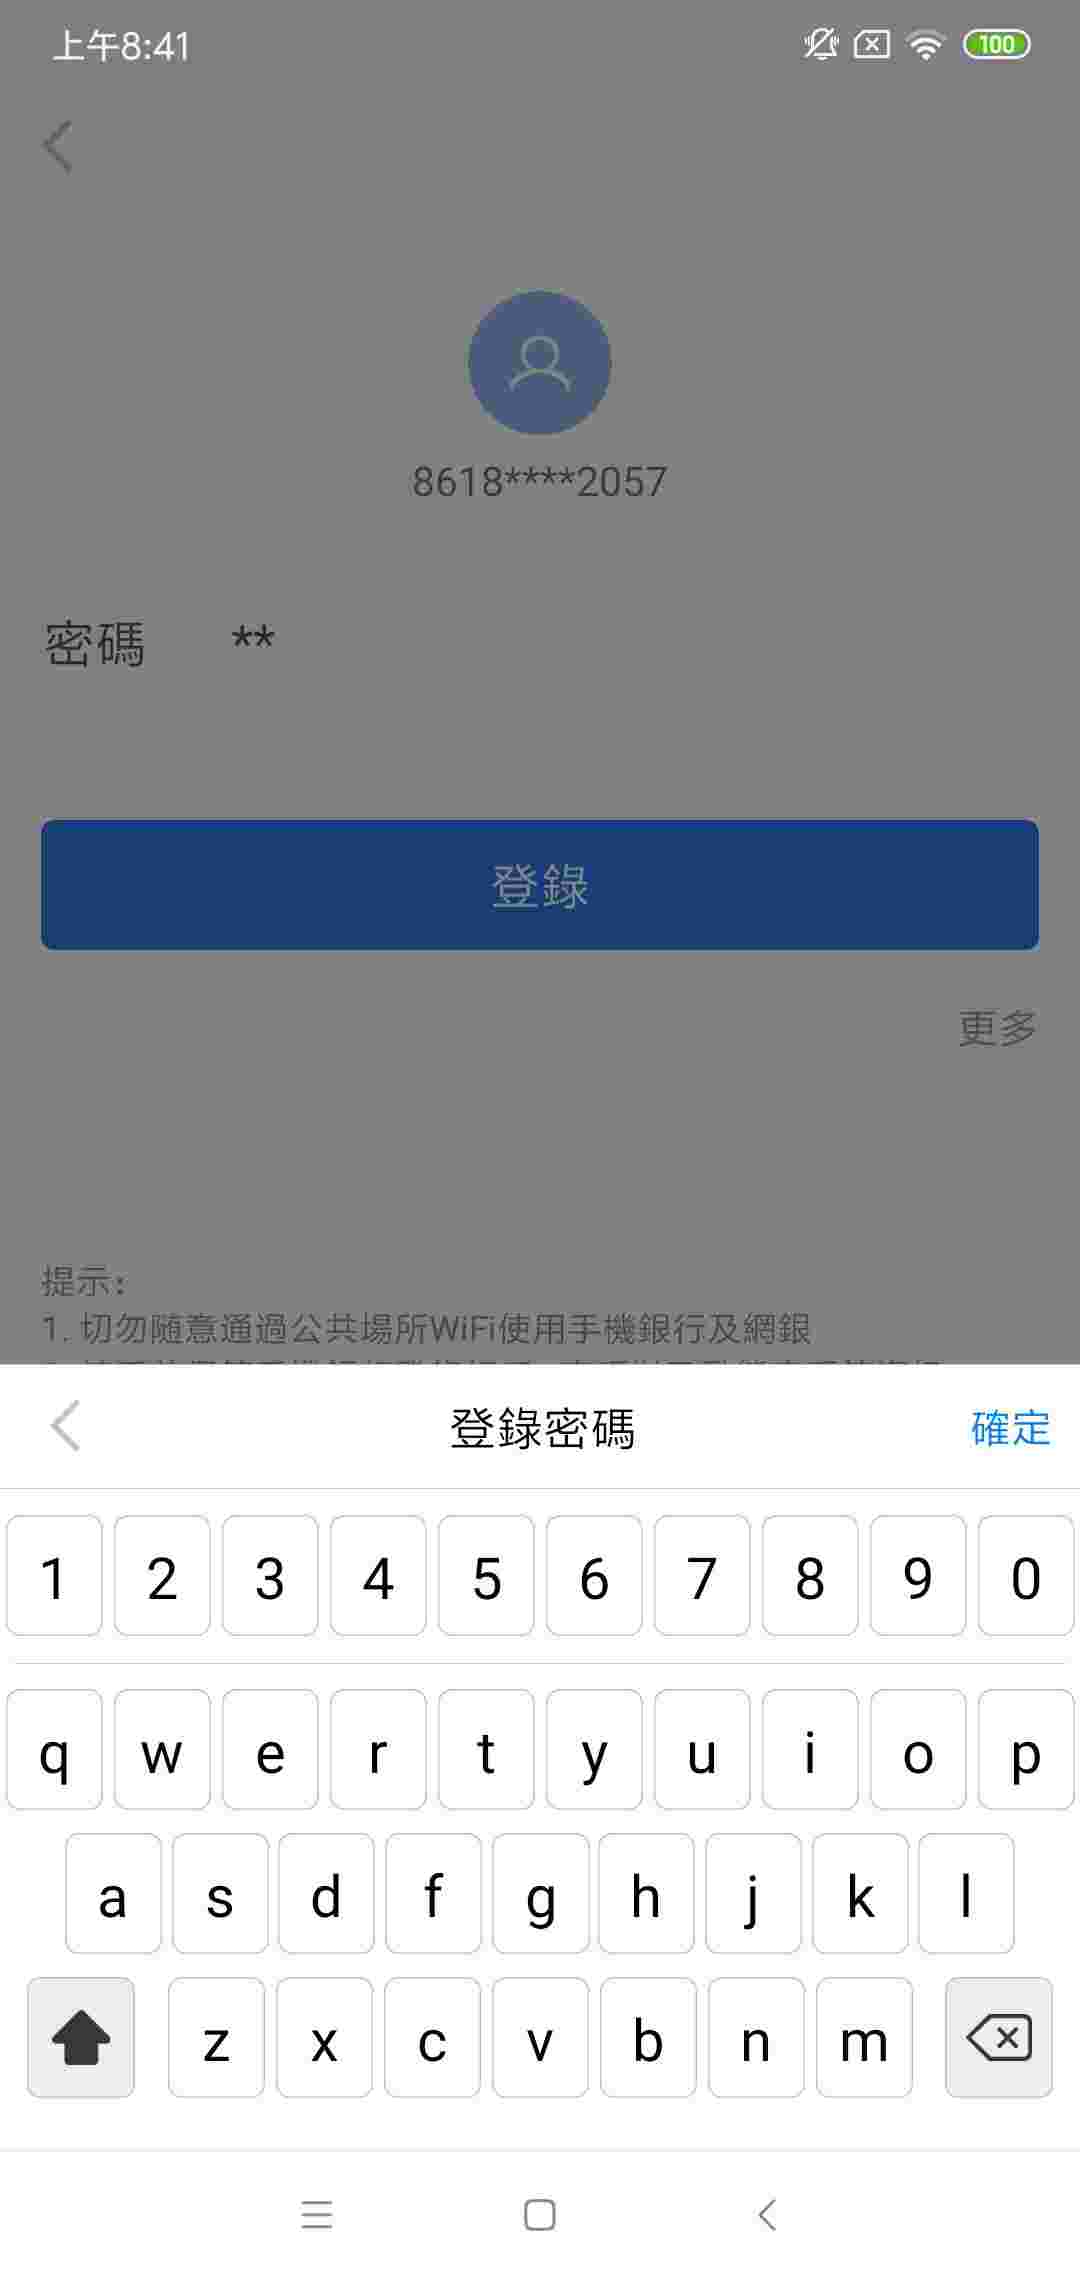 上午8:41
100
8618****2057
密碼 **
登錄
更多
提示：
1. 切勿随意通過公共場所WiFi使用手機銀行及網銀
登錄密碼
確定
1 2 3 4 5 6 7 8 9 0
q w e r t y u i o p
a s d f g h j k l
z x c v b n m